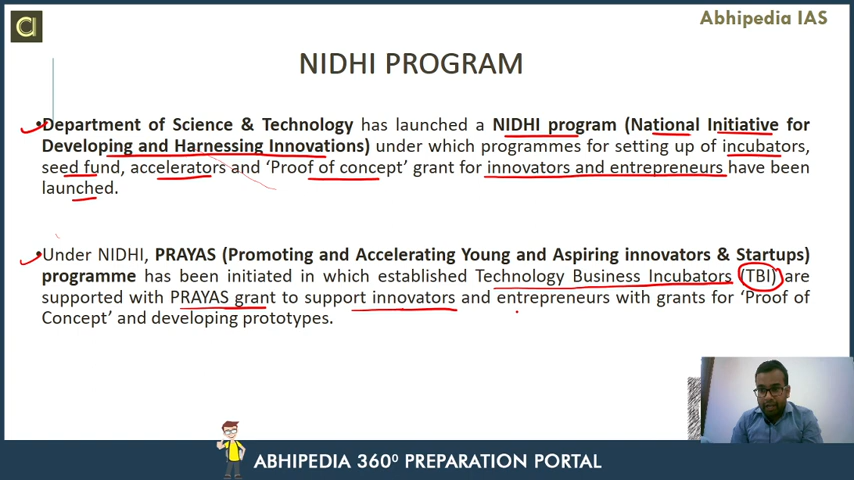 Abhipedia IAS
NIDHI PROGRAM
•Department of Science & Technology has launched a NIDHI program (National Initiative for
Developing and Harnessing Innovations) under which programmes for setting up of incubators,
seed fund, accelerators and ‘Proof of concept’ grant for innovators and entrepreneurs have been
launched.
•Under NIDHI, PRAYAS (Promoting and Accelerating Young and Aspiring innovators & Startups)
programme has been initiated in which established Technology Business Incubators (TBI) are
supported with PRAYAS grant to support innovators and entrepreneurs with grants for ‘Proof of
Concept’ and developing prototypes.
ABHIPEDIA 360⁰ PREPARATION PORTAL